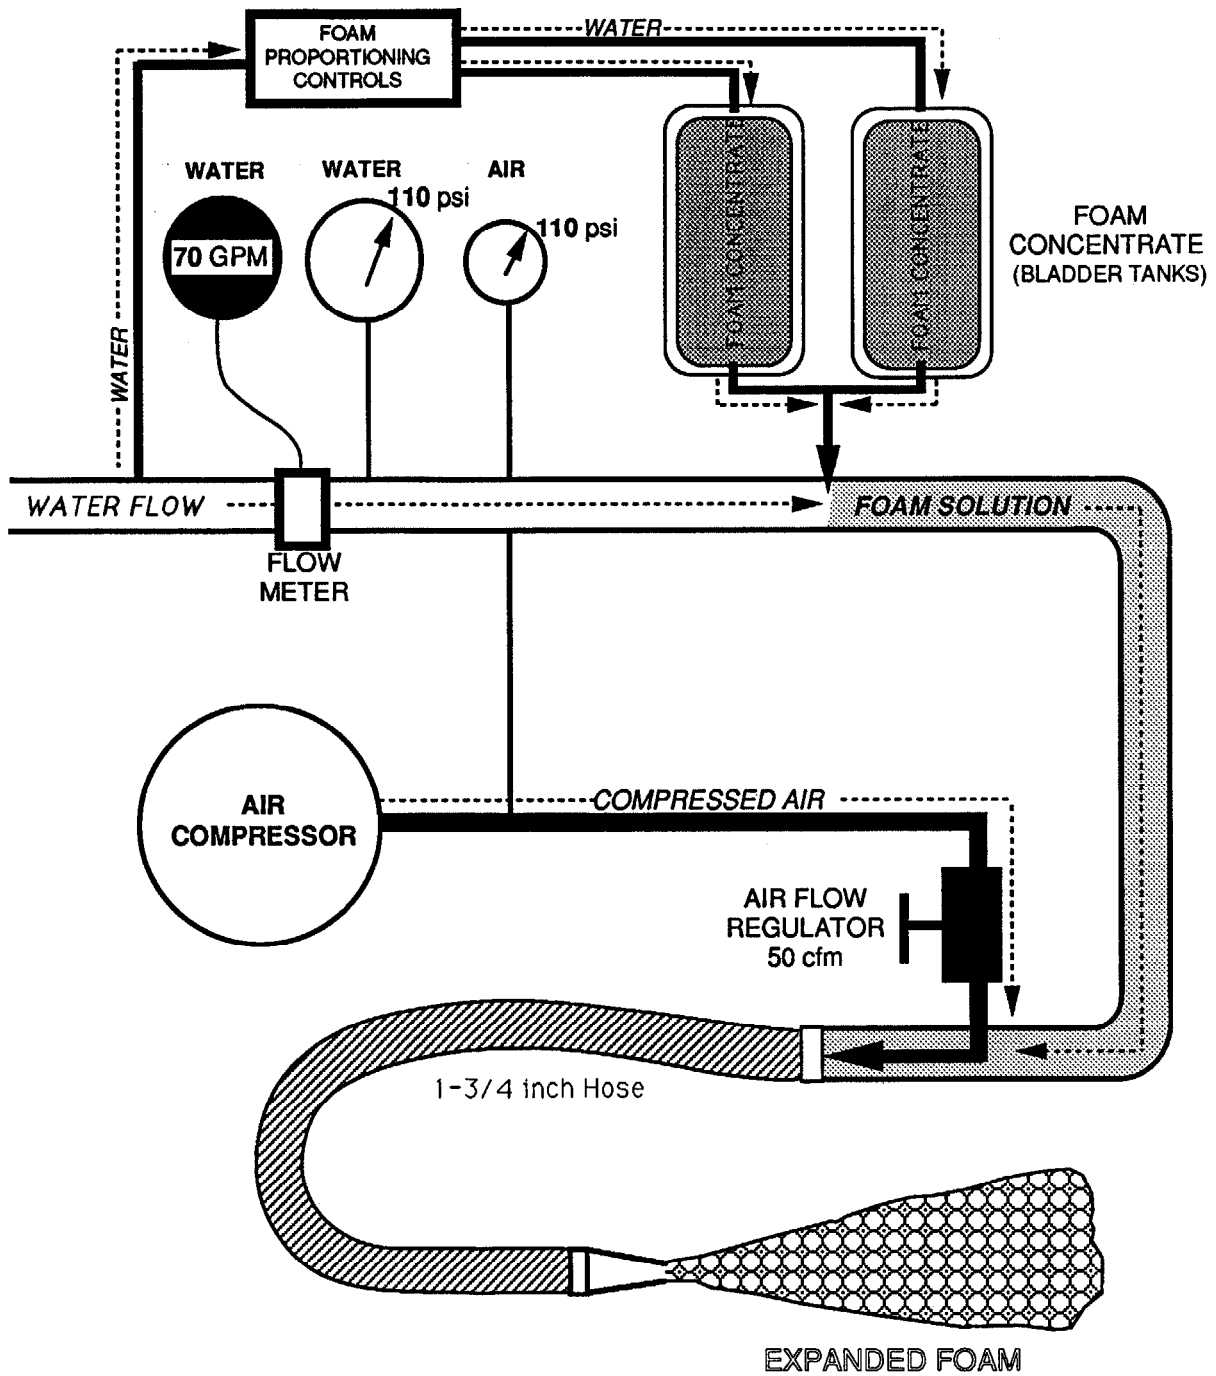 FOAM
PROPORTIONING
CONTROLS
WATER
WATER
WATER
AIR
110 psi
110 psi
70 GPM
WATER
FOAM CONCENTRATE
FOAM CONCENTRATE
FOAM
CONCENTRATE
(BLADDER TANKS)
WATER FLOW
FOAM SOLUTION
FLOW
METER
AIR
COMPRESSOR
COMPRESSED AIR
AIR FLOW
REGULATOR
50 cfm
1-3/4 inch Hose
EXPANDED FOAM